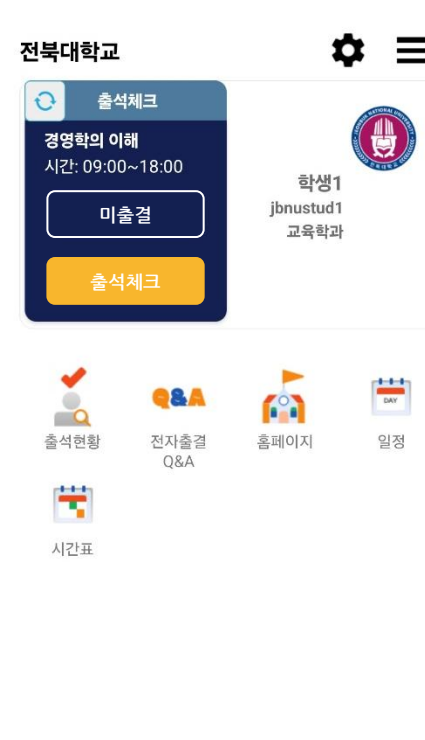 전북대학교
출석체크
경영학의 이해
시간: 09:00~18:00
미출결
출석체크
학생1
jbnustud1
교육학과
Q&A
DAY
출석현황
전자출결
Q&A
홈페이지
일정
시간표